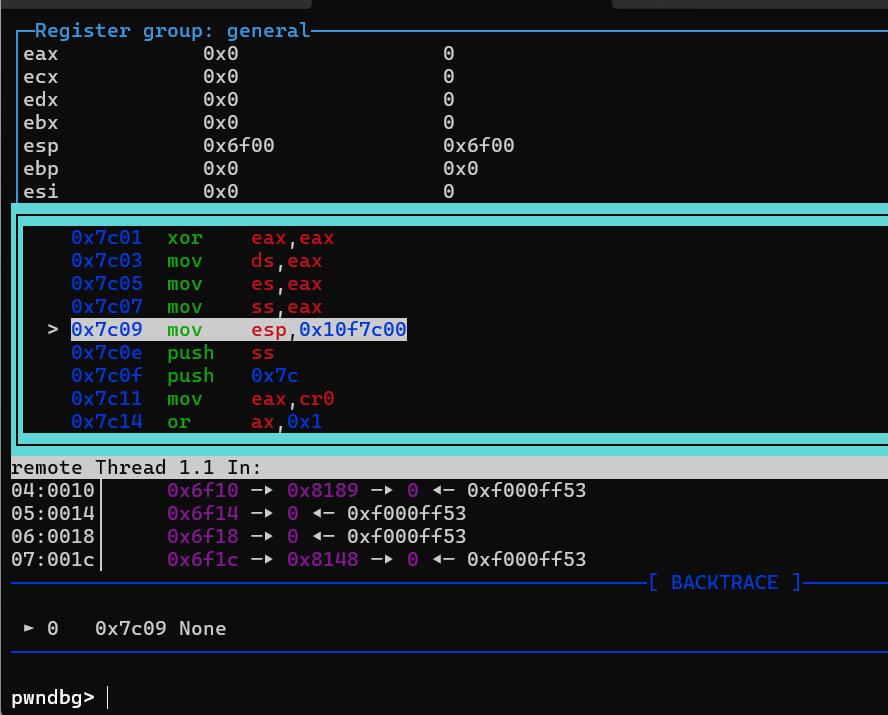 Register group: general
eax 0x0 0
ecx 0x0 0
edx 0x0 0
ebx 0x0 0
esp 0x6f00 0x6f00
ebp 0x0 0x0
esi 0x0 0
0x7c01 xor eax,eax
0x7c03 mov ds,eax
0x7c05 mov es,eax
0x7c07 mov ss,eax
> 0x7c09 mov esp,0x10f7c00
0x7c0e push ss
0x7c0f push 0x7c
0x7c11 mov eax,cr0
0x7c14 or ax,0x1
remote Thread 1.1 In:
04:0010│ 0x6f10 —▸ 0x8189 —▸ 0 ◂— 0xf000ff53
05:0014│ 0x6f14 —▸ 0 ◂— 0xf000ff53
06:0018│ 0x6f18 —▸ 0 ◂— 0xf000ff53
07:001c│ 0x6f1c —▸ 0x8148 —▸ 0 ◂— 0xf000ff53
[ BACKTRACE ]
► 0 0x7c09 None
pwndbg>